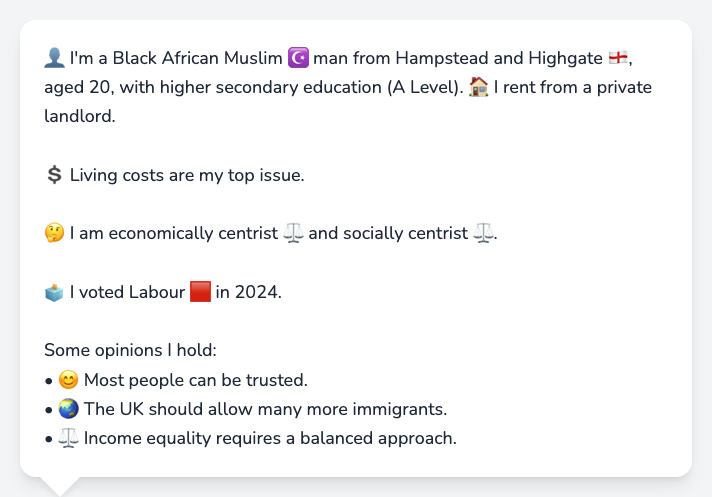 👤 I'm a Black African Muslim ☪️ man from Hampstead and Highgate 🏴󠁧󠁢󠁥󠁮󠁧󠁿,
aged 20, with higher secondary education (A Level). 🏠 I rent from a private
landlord.
💲 Living costs are my top issue.
🤔 I am economically centrist ⚖️ and socially centrist ⚖️.
🗳️ I voted Labour 🟥 in 2024.
Some opinions I hold:
• 😊 Most people can be trusted.
• 🌏 The UK should allow many more immigrants.
• ⚖️ Income equality requires a balanced approach.